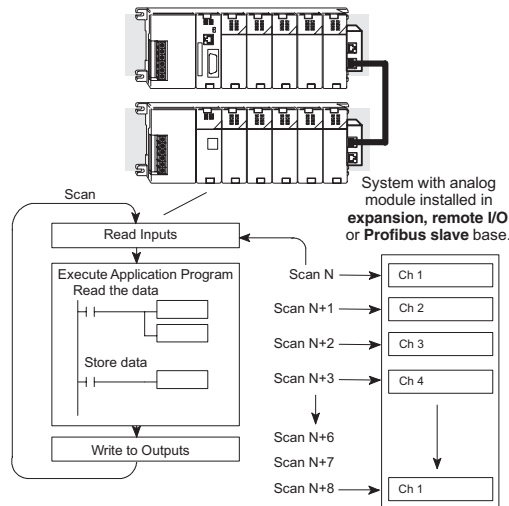 System with analog
module installed in
expansion, remote I/O
or Profibus slave base.
Scan
Read Inputs
Execute Application Program
Read the data
Store data
Write to Outputs
Scan N
Ch 1
Scan N+1
Ch 2
Scan N+2
Ch 3
Scan N+3
Ch 4
Scan N+6
Scan N+7
Scan N+8
Ch 1